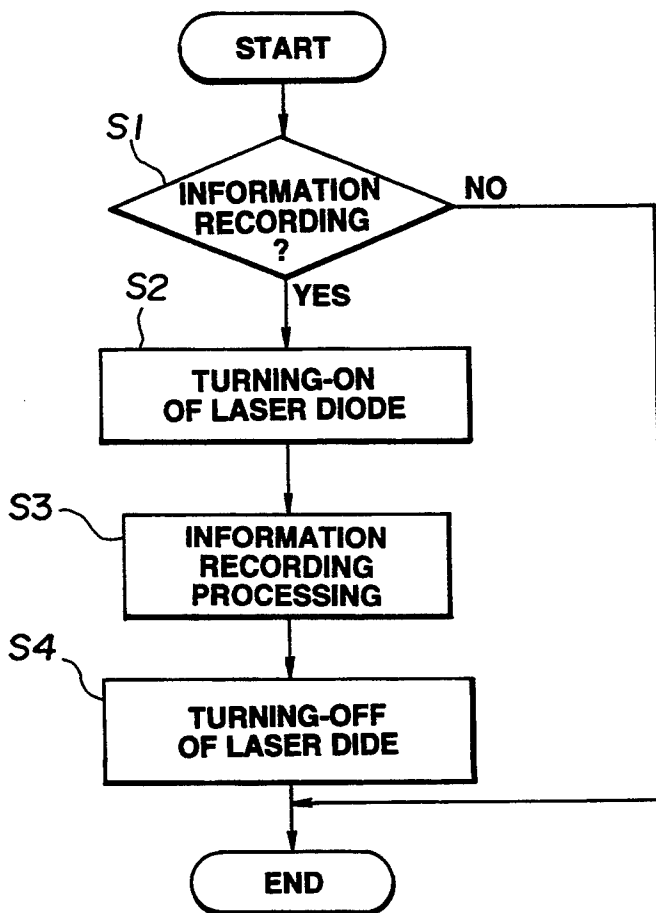 START
S1
INFORMATION
RECORDING
?
NO
YES
S2
TURNING-ON
OF LASER DIODE
S3
INFORMATION
RECORDING
PROCESSING
S4
TURNING-OFF
OF LASER DIDE
END